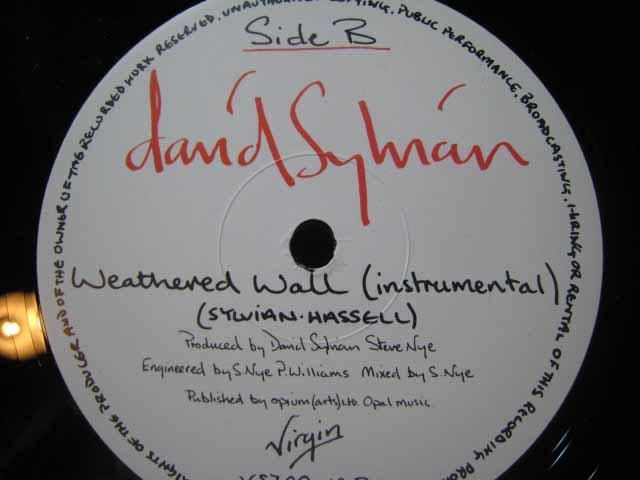 RIGHTS OF THE PRODUCER AND OF THE OWNER OF THE RECORDED WORK RESERVED. UNAUTHORISED COPYING, PUBLIC PERFORMANCE, BROADCASTING, HIRING OR RENTAL OF THIS RECORDING
Side B
david Sylvian
Weathered Wall (instrumental)
(SYLVIAN·HASSELL)
Produced by David Sylvian Steve Nye
Engineered by S. Nye P. Williams Mixed by S. Nye
Published by opium (arts) Ltd. Opal Music
Virgin